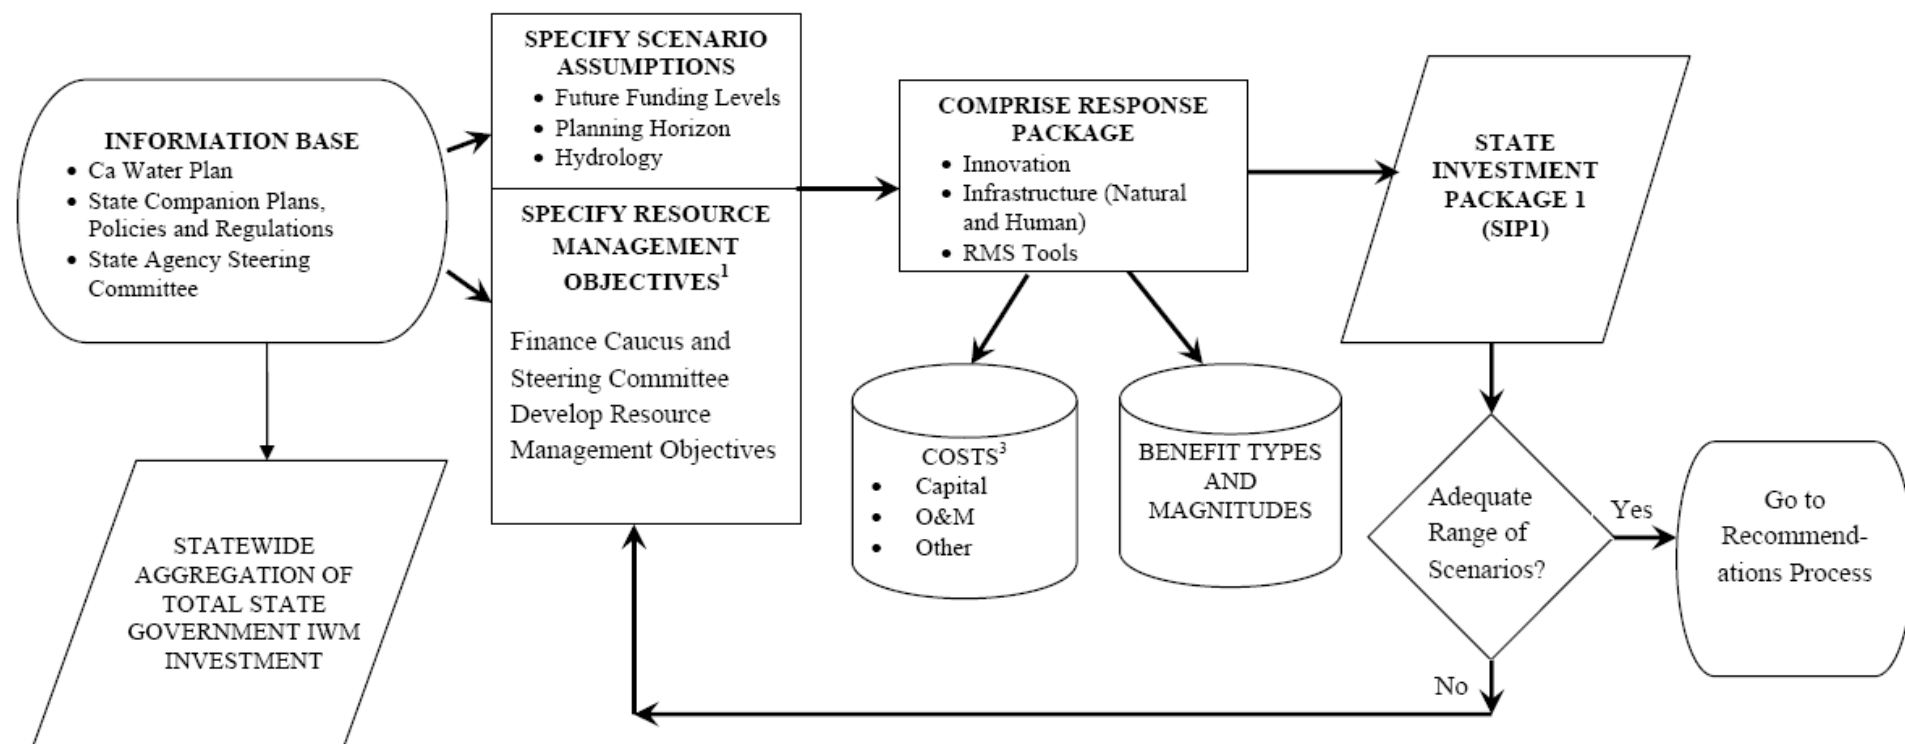 INFORMATION BASE
• Ca Water Plan
• State Companion Plans,
Policies and Regulations
• State Agency Steering
Committee
STATEWIDE
AGGREGATION OF
TOTAL STATE
GOVERNMENT IWM
INVESTMENT
SPECIFY SCENARIO
ASSUMPTIONS
• Future Funding Levels
• Planning Horizon
• Hydrology
SPECIFY RESOURCE
MANAGEMENT
OBJECTIVES¹
Finance Caucus and
Steering Committee
Develop Resource
Management Objectives
COMPRISE RESPONSE
PACKAGE
• Innovation
• Infrastructure (Natural
and Human)
• RMS Tools
COSTS³
• Capital
• O&M
• Other
BENEFIT TYPES
AND
MAGNITUDES
STATE
INVESTMENT
PACKAGE 1
(SIP1)
Adequate
Range of
Scenarios?
Yes
No
Go to
Recommend-
ations Process